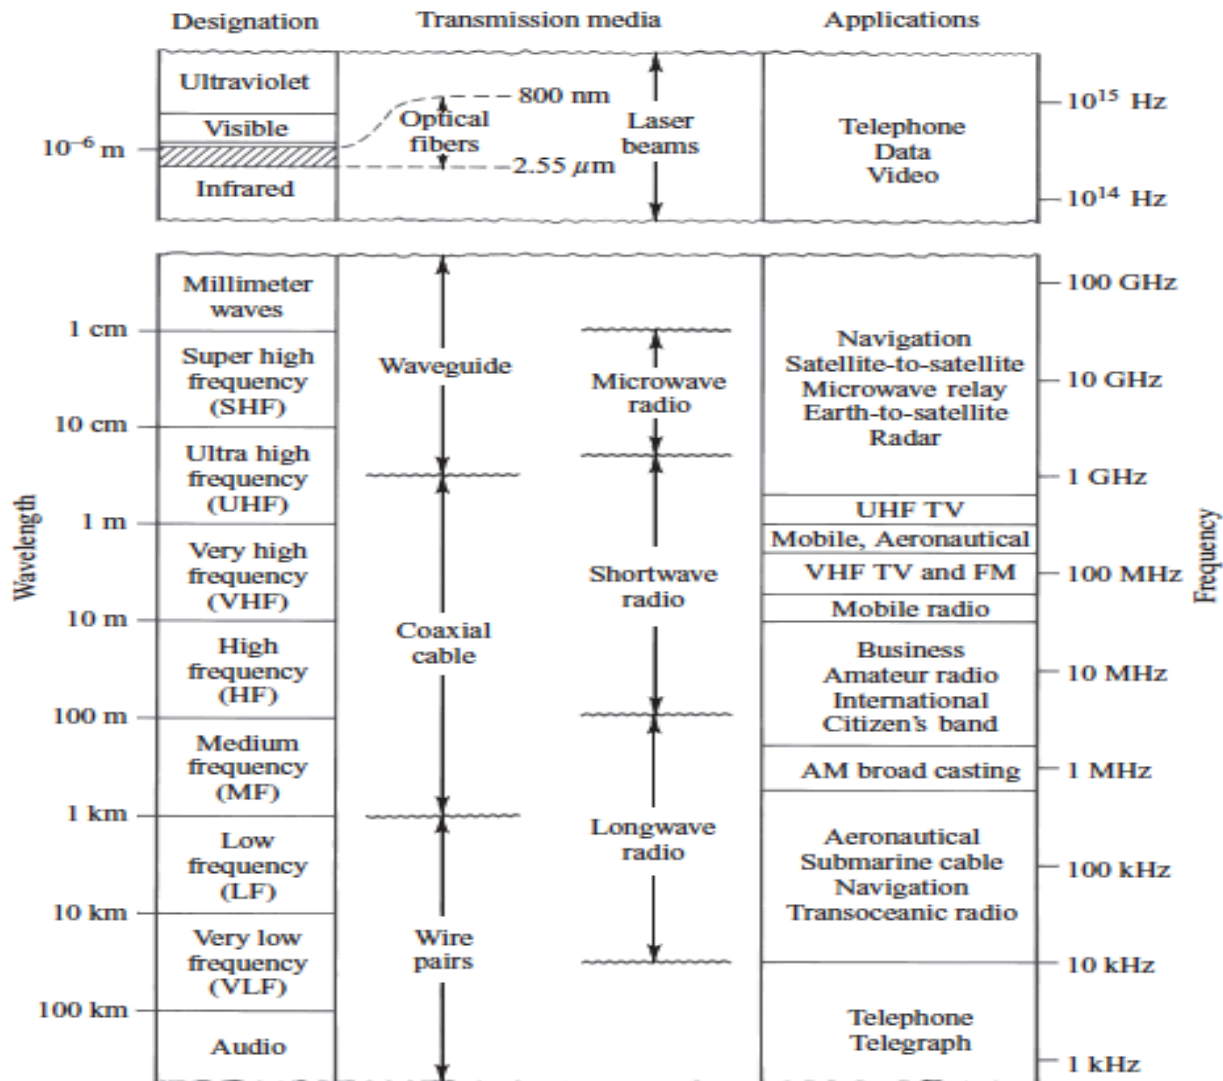 Designation
Transmission media
Applications
Ultraviolet
Visible
Infrared
10⁻⁶ m
800 nm
Optical
fibers
2.55 μm
Laser
beams
Telephone
Data
Video
10¹⁵ Hz
10¹⁴ Hz
Wavelength
Millimeter
waves
1 cm
Super high
frequency
(SHF)
10 cm
Ultra high
frequency
(UHF)
1 m
Very high
frequency
(VHF)
10 m
High
frequency
(HF)
100 m
Medium
frequency
(MF)
1 km
Low
frequency
(LF)
10 km
Very low
frequency
(VLF)
100 km
Audio
Waveguide
Coaxial
cable
Wire
pairs
Microwave
radio
Shortwave
radio
Longwave
radio
Navigation
Satellite-to-satellite
Microwave relay
Earth-to-satellite
Radar
UHF TV
Mobile, Aeronautical
VHF TV and FM
Mobile radio
Business
Amateur radio
International
Citizen's band
AM broad casting
Aeronautical
Submarine cable
Navigation
Transoceanic radio
Telephone
Telegraph
100 GHz
10 GHz
1 GHz
100 MHz
10 MHz
1 MHz
100 kHz
10 kHz
1 kHz
Frequency